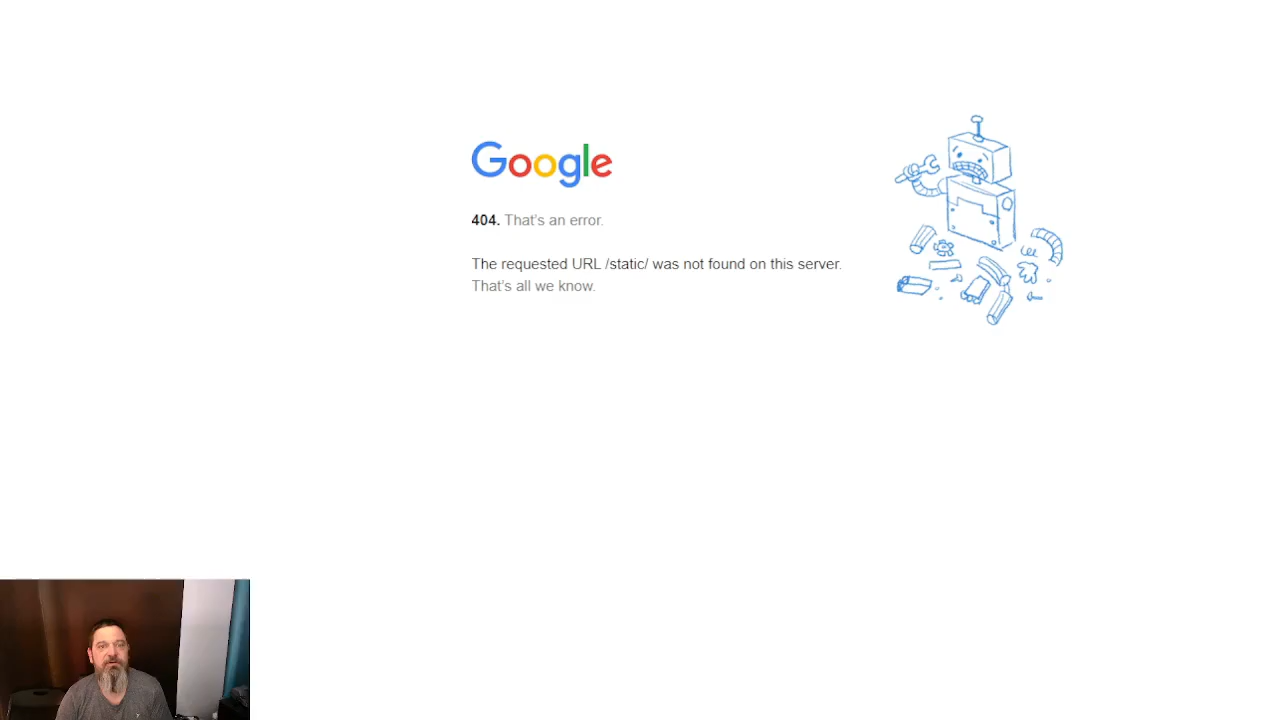 Google
404. That's an error.
The requested URL /static/ was not found on this server.
That's all we know.